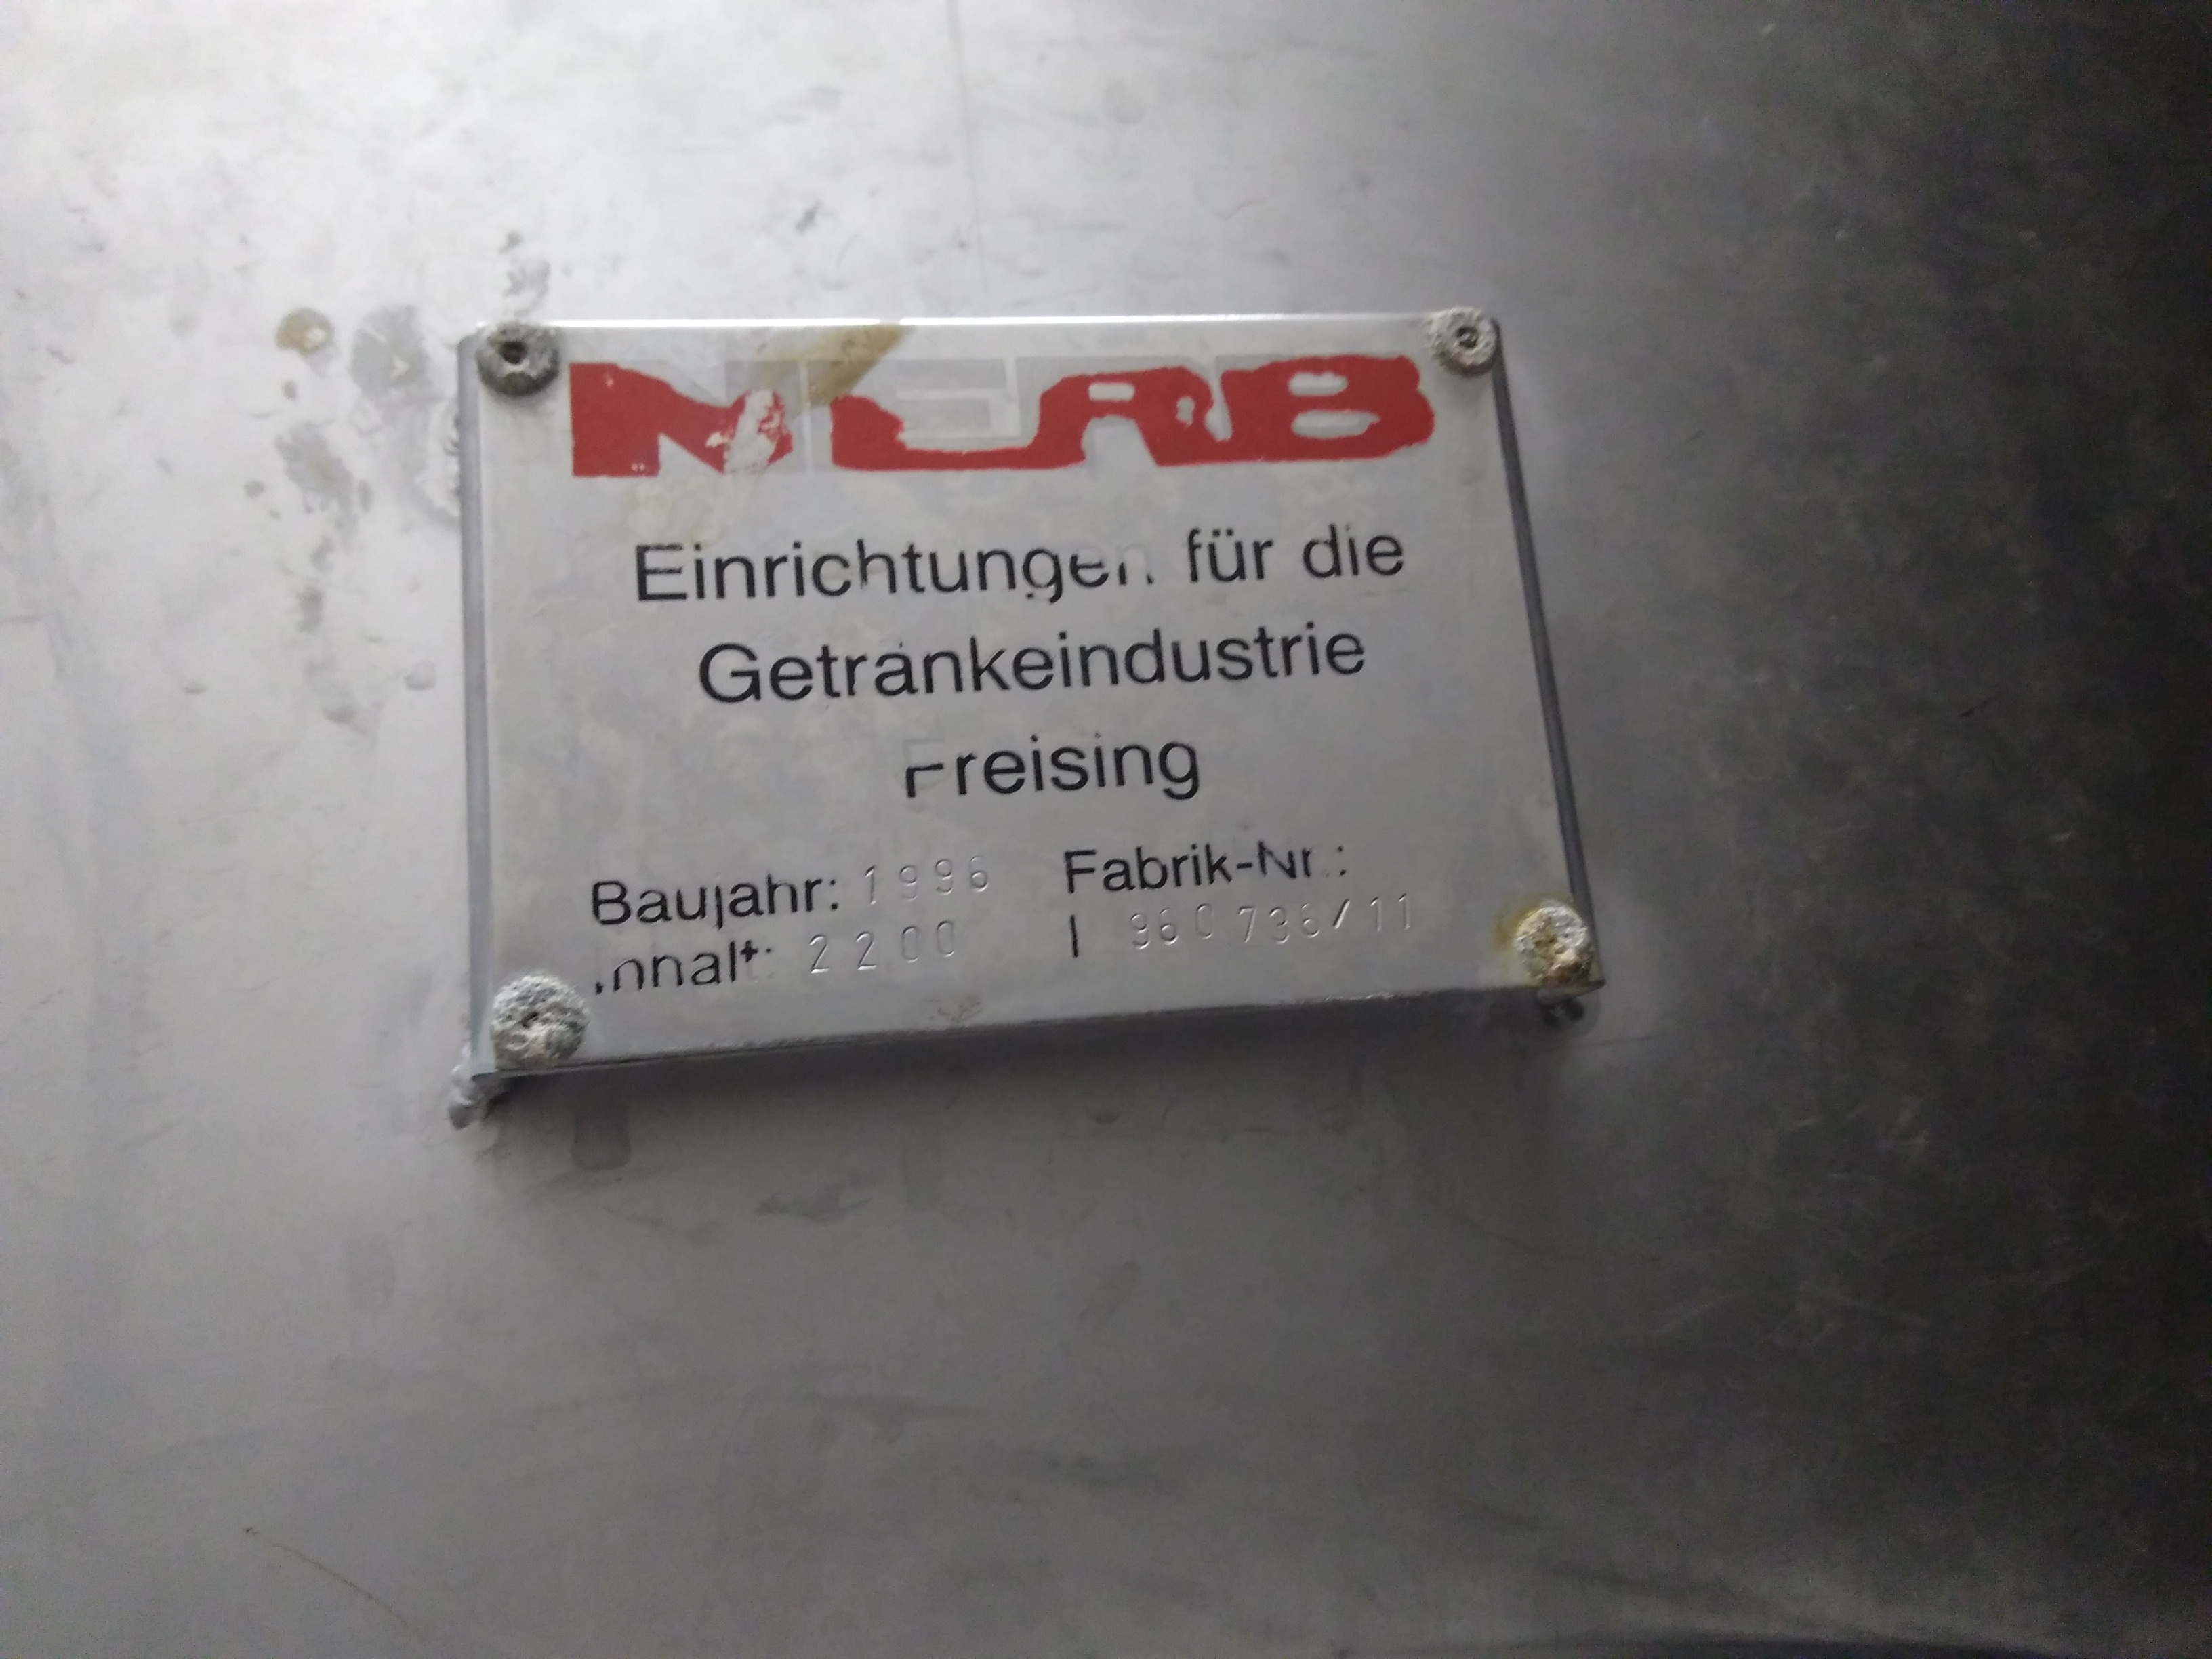 NERB
Einrichtungen für die
Getränkeindustrie
Freising
Baujahr: 1996 Fabrik-Nr.:
Inhalt: 2200 l 960736/11